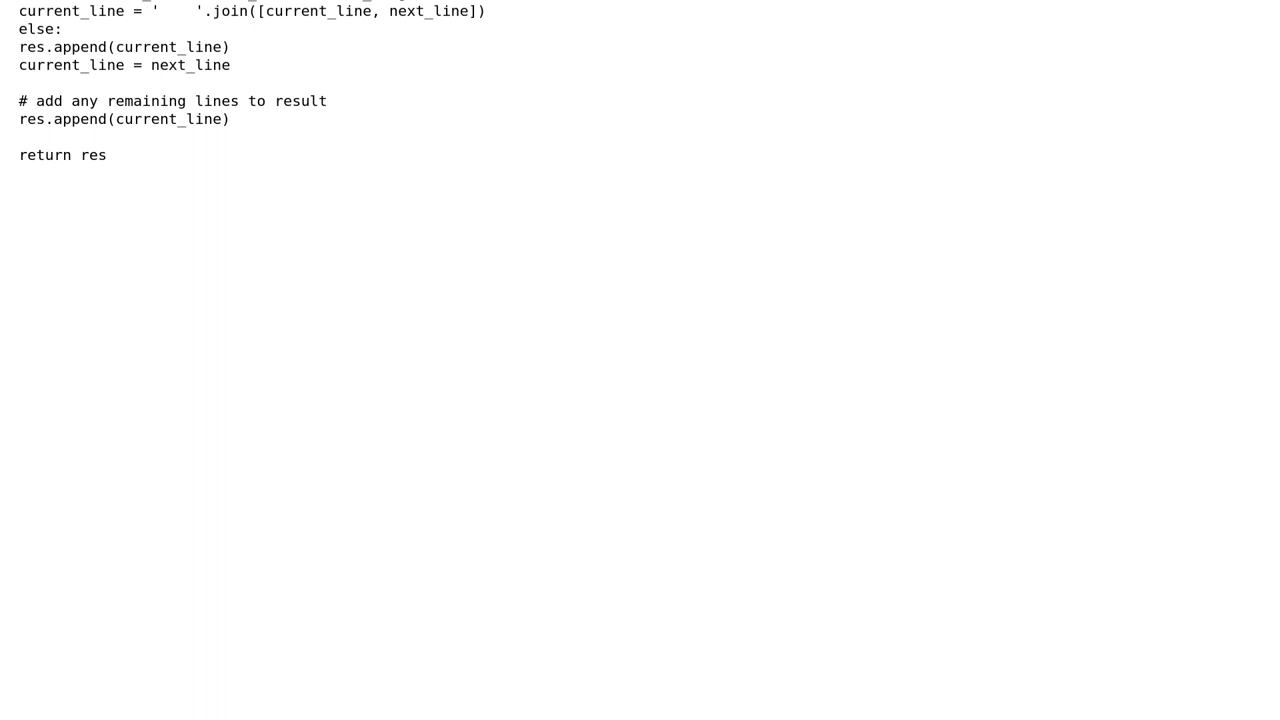 current_line = '    '.join([current_line, next_line])
else:
res.append(current_line)
current_line = next_line

# add any remaining lines to result
res.append(current_line)

return res